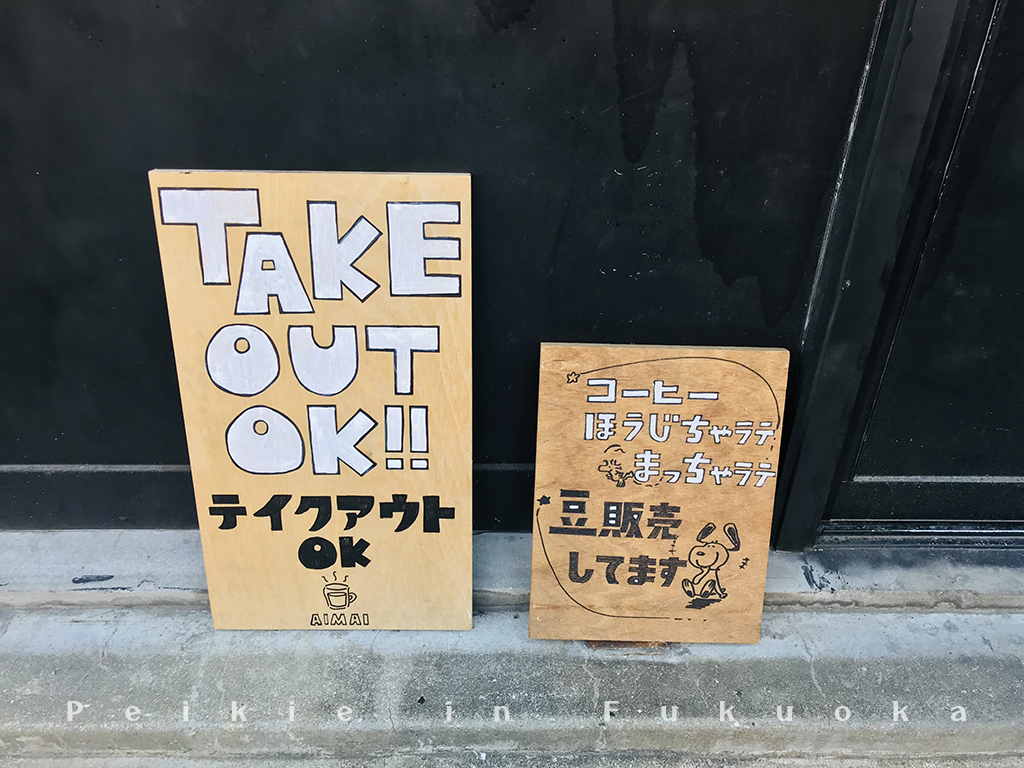 TAKE
OUT
OK!!
テイクアウト
OK
AIMAI
コーヒー
ほうじちゃラテ
まっちゃラテ
豆販売
してます
Peikie in Fukuoka